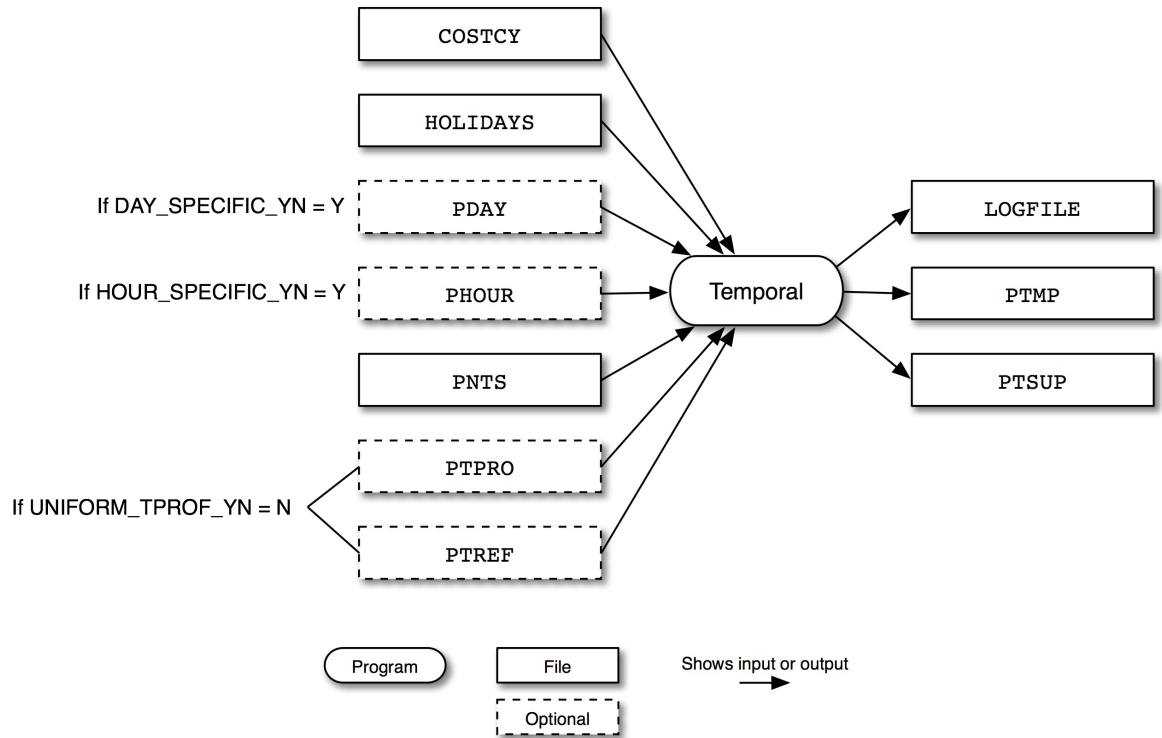 COSTCY
HOLIDAYS
If DAY_SPECIFIC_YN = Y
PDAY
LOGFILE
If HOUR_SPECIFIC_YN = Y
PHOUR
Temporal
PTMP
PNTS
PTSUP
PTPRO
If UNIFORM_TPROF_YN = N
PTREF
Program
File
Shows input or output
Optional